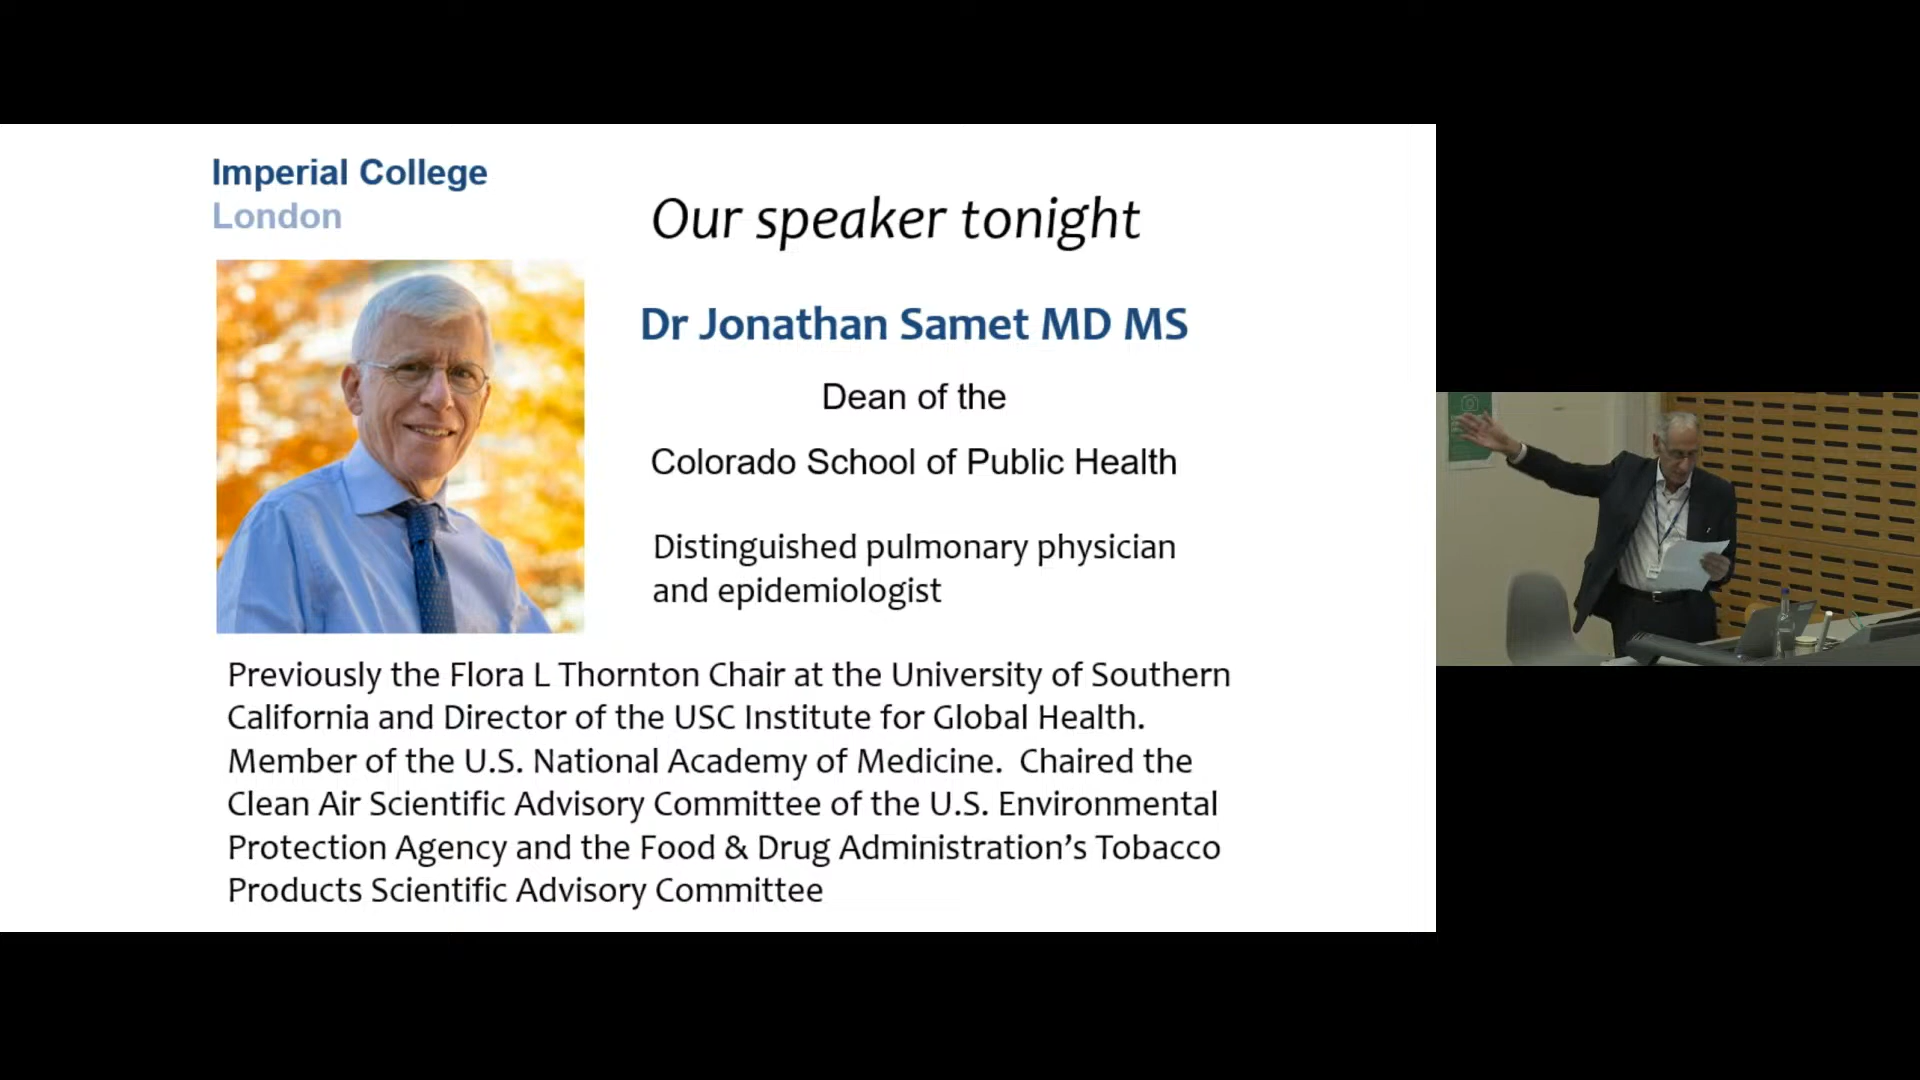 Imperial College
London
Our speaker tonight
Dr Jonathan Samet MD MS
Dean of the
Colorado School of Public Health
Distinguished pulmonary physician
and epidemiologist
Previously the Flora L Thornton Chair at the University of Southern
California and Director of the USC Institute for Global Health.
Member of the U.S. National Academy of Medicine. Chaired the
Clean Air Scientific Advisory Committee of the U.S. Environmental
Protection Agency and the Food & Drug Administration's Tobacco
Products Scientific Advisory Committee